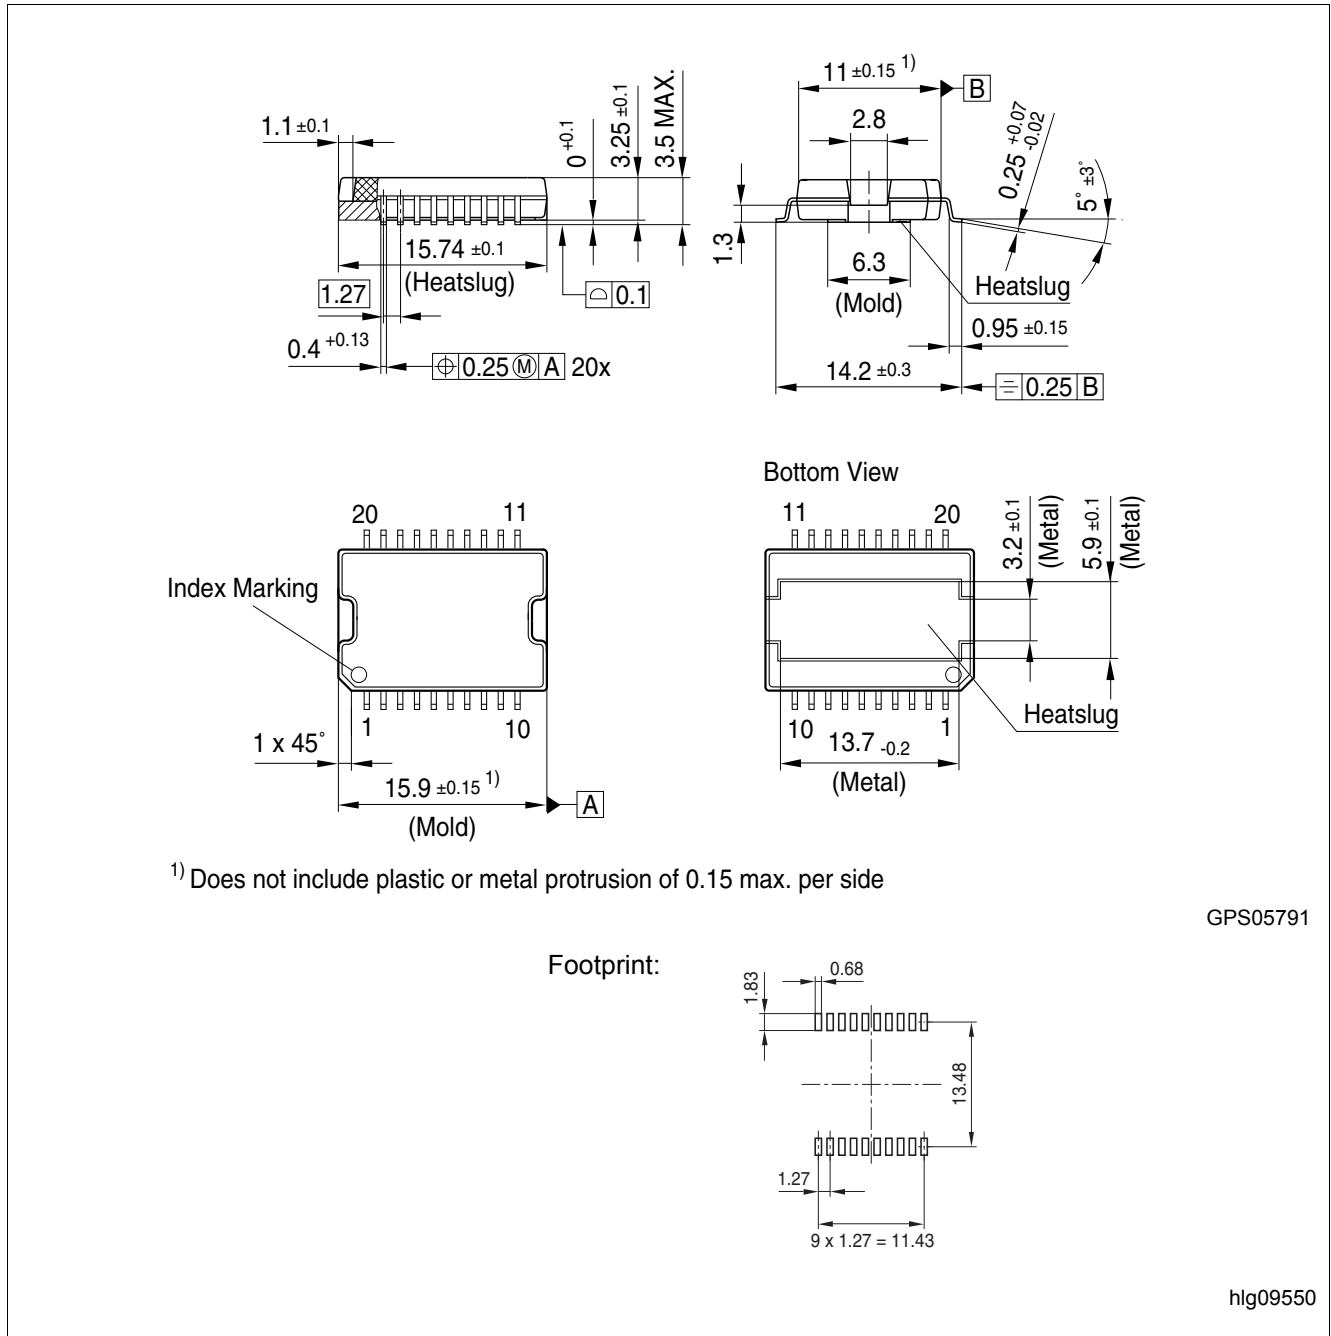 11 ±0.15 1)
B
2.8
1.1 ±0.1
0 +0.1
3.25 ±0.1
3.5 MAX.
0.25 +0.07 -0.02
5° ±3°
1.3
15.74 ±0.1
(Heatslug)
6.3
(Mold)
Heatslug
1.27
⌓ 0.1
0.95 ±0.15
0.4 +0.13
⌖ 0.25 Ⓜ A 20x
14.2 ±0.3
⌯ 0.25 B
Bottom View
20
11
11
20
3.2 ±0.1
(Metal)
5.9 ±0.1
(Metal)
Index Marking
1
10
10
1
Heatslug
1 x 45°
13.7 -0.2
(Metal)
15.9 ±0.15 1)
(Mold)
A
1) Does not include plastic or metal protrusion of 0.15 max. per side
GPS05791
Footprint:
0.68
1.83
13.48
1.27
9 x 1.27 = 11.43
hlg09550